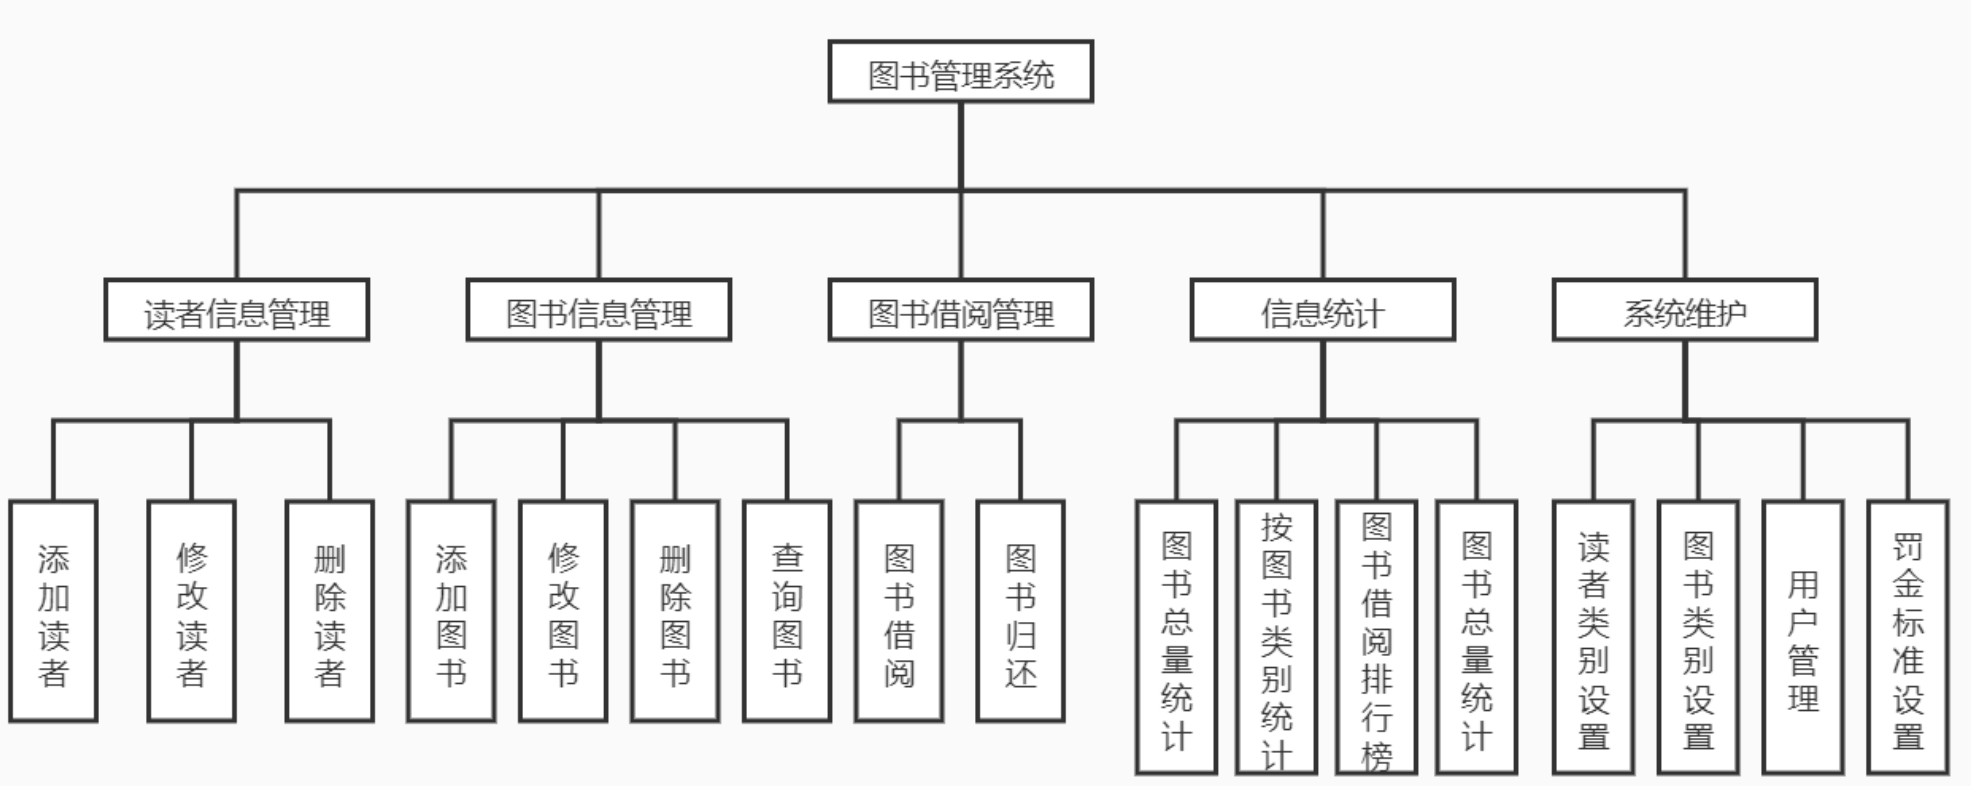 图书管理系统
读者信息管理
图书信息管理
图书借阅管理
信息统计
系统维护
添加读者
修改读者
删除读者
添加图书
修改图书
删除图书
查询图书
图书借阅
图书归还
图书总量统计
按图书类别统计
图书借阅排行榜
图书总量统计
读者类别设置
图书类别设置
用户管理
罚金标准设置